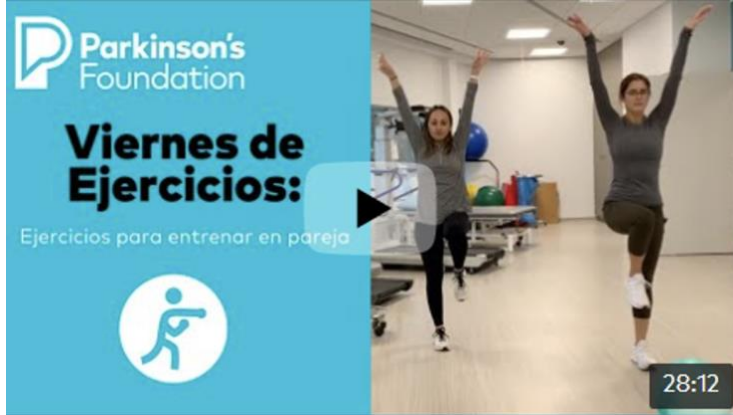 Parkinson's
Foundation
Viernes de
Ejercicios:
Ejercicios para entrenar en pareja
28:12